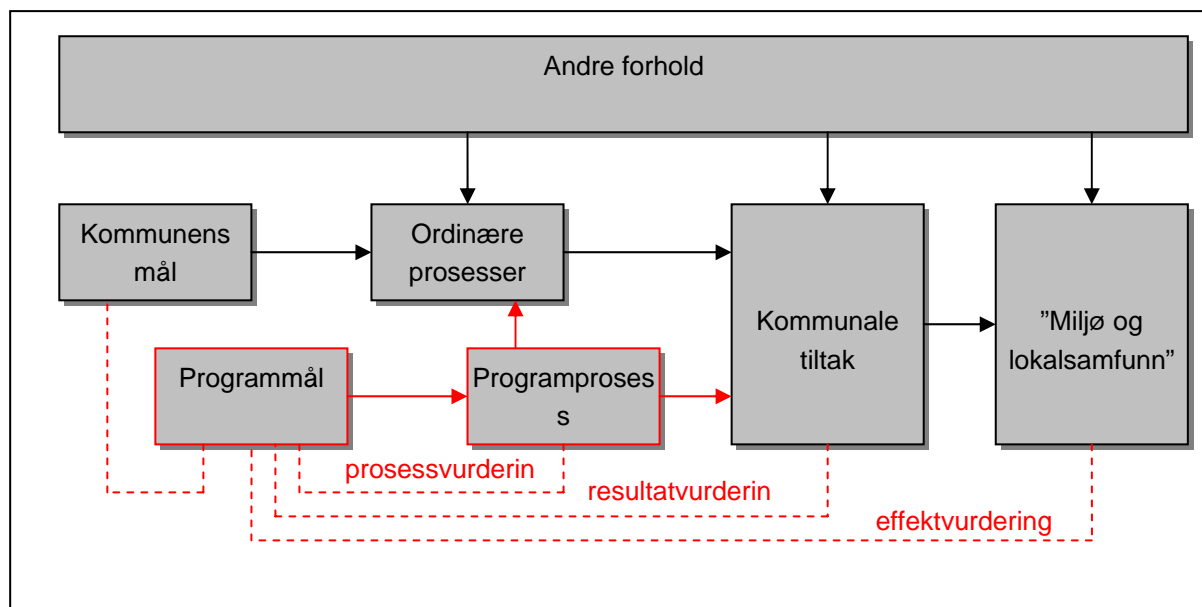 Andre forhold
Kommunens
mål
Ordinære
prosesser
Kommunale
tiltak
”Miljø og
lokalsamfunn”
Programmål
Programproses
s
prosessvurderin
resultatvurderin
effektvurdering